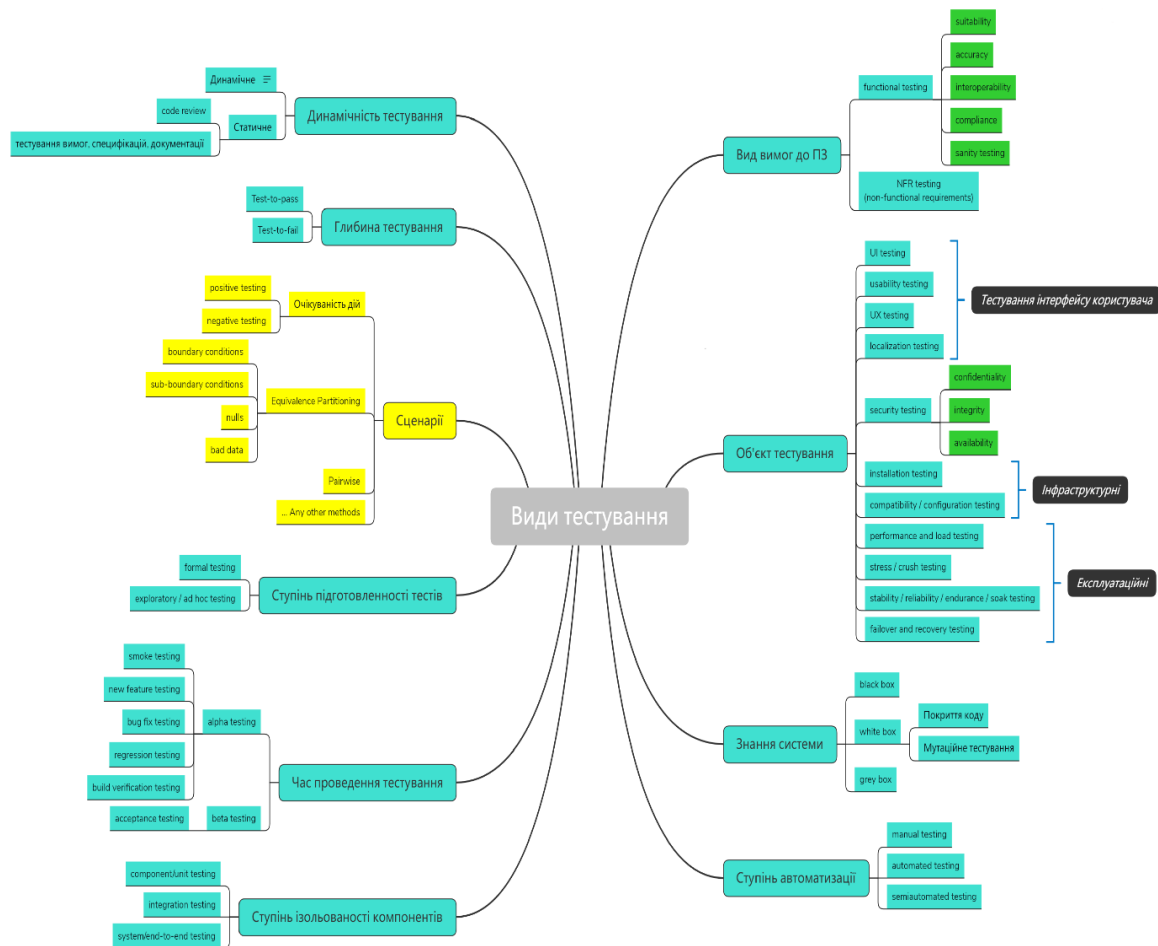 Види тестування
Динамічність тестування
Динамічне
Статичне
code review
тестування вимог, специфікацій, документації
Глибина тестування
Test-to-pass
Test-to-fail
Сценарії
Очікуваність дій
positive testing
negative testing
Equivalence Partitioning
boundary conditions
sub-boundary conditions
nulls
bad data
Pairwise
... Any other methods
Ступінь підготовленності тестів
formal testing
exploratory / ad hoc testing
Час проведення тестування
alpha testing
smoke testing
new feature testing
bug fix testing
regression testing
build verification testing
beta testing
acceptance testing
Ступінь ізольованості компонентів
component/unit testing
integration testing
system/end-to-end testing
Вид вимог до ПЗ
functional testing
suitability
accuracy
interoperability
compliance
sanity testing
NFR testing
(non-functional requirements)
Об'єкт тестування
UI testing
usability testing
UX testing
localization testing
Тестування інтерфейсу користувача
security testing
confidentiality
integrity
availability
installation testing
compatibility / configuration testing
Інфраструктурні
performance and load testing
stress / crush testing
stability / reliability / endurance / soak testing
failover and recovery testing
Експлуатаційні
Знання системи
black box
white box
Покриття коду
Мутаційне тестування
grey box
Ступінь автоматизації
manual testing
automated testing
semiautomated testing